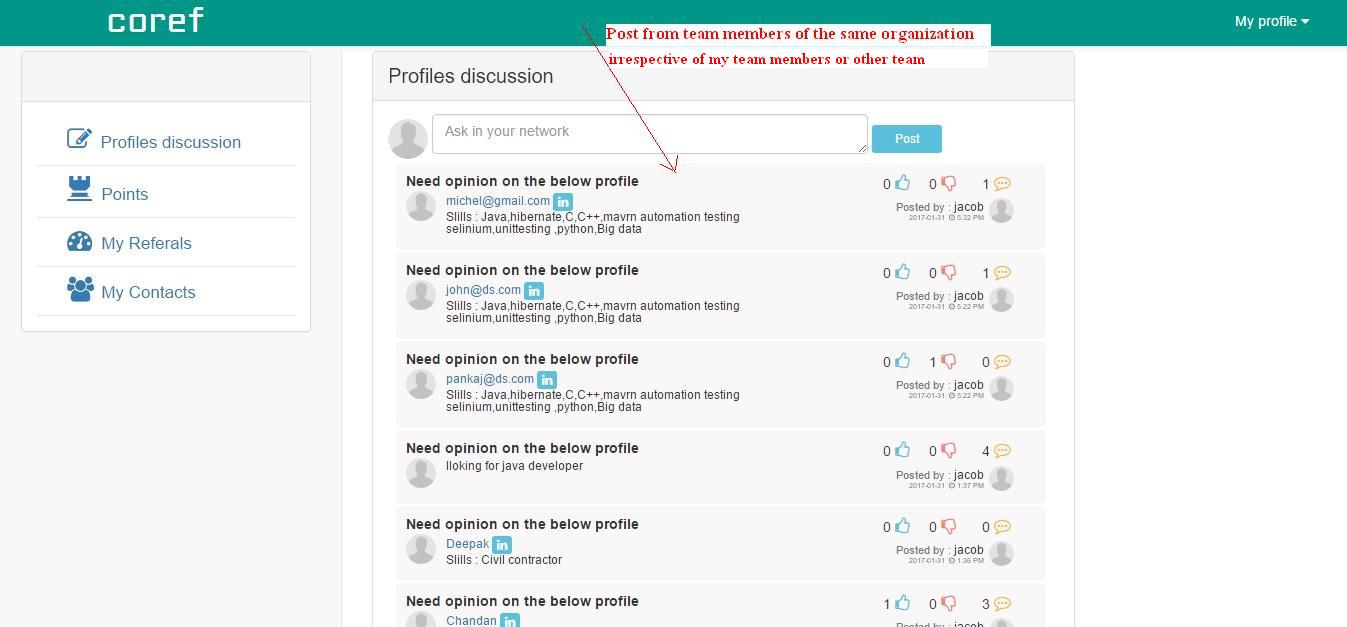 coref
My profile
Post from team members of the same organization
irrespective of my team members or other team
Profiles discussion
Points
My Referals
My Contacts
Profiles discussion
Ask in your network
Post
Need opinion on the below profile
0 0 1
michel@gmail.com in
Slills : Java,hibernate,C,C++,mavrn automation testing
selinium,unittesting ,python,Big data
Posted by : jacob
2017-01-31 5:32 PM
Need opinion on the below profile
0 0 1
john@ds.com in
Slills : Java,hibernate,C,C++,mavrn automation testing
selinium,unittesting ,python,Big data
Posted by : jacob
2017-01-31 5:22 PM
Need opinion on the below profile
0 1 0
pankaj@ds.com in
Slills : Java,hibernate,C,C++,mavrn automation testing
selinium,unittesting ,python,Big data
Posted by : jacob
2017-01-31 5:22 PM
Need opinion on the below profile
0 0 4
lloking for java developer
Posted by : jacob
2017-01-31 1:37 PM
Need opinion on the below profile
0 0 0
Deepak in
Slills : Civil contractor
Posted by : jacob
2017-01-31 1:36 PM
Need opinion on the below profile
1 0 3
Chandan in
Posted by : jacob